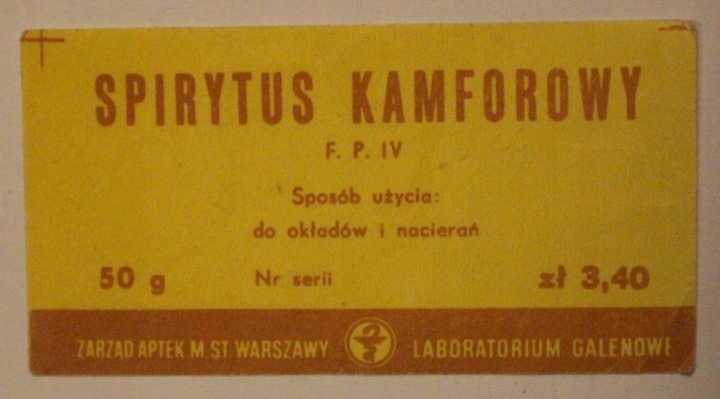 SPIRYTUS KAMFOROWY
F. P. IV
Sposób użycia:
do okładów i nacierań
50 g Nr serii zł 3,40
ZARZĄD APTEK M. ST. WARSZAWY LABORATORIUM GALENOWE